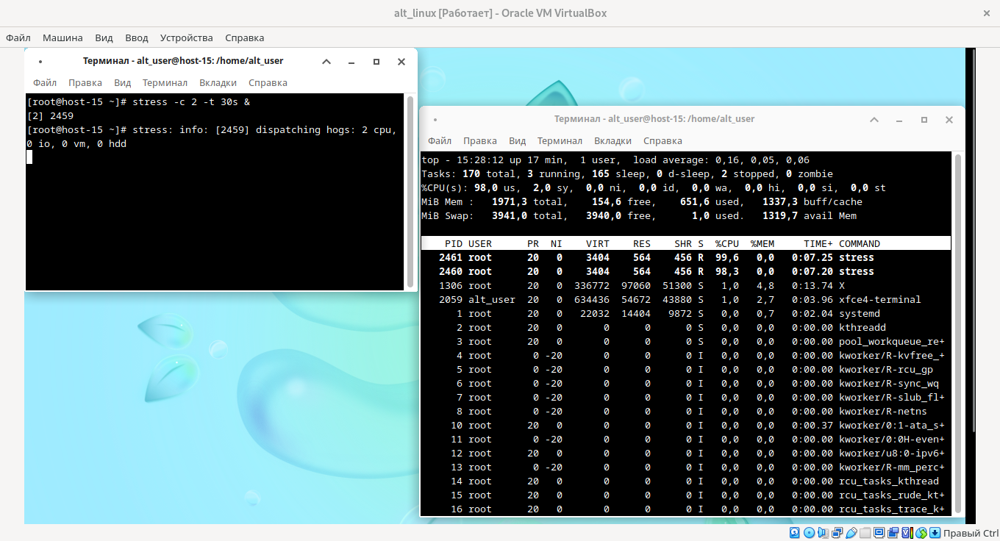 alt_linux [Работает] - Oracle VM VirtualBox
Файл Машина Вид Ввод Устройства Справка
Терминал - alt_user@host-15: /home/alt_user
Файл Правка Вид Терминал Вкладки Справка
[root@host-15 ~]# stress -c 2 -t 30s &
[2] 2459
[root@host-15 ~]# stress: info: [2459] dispatching hogs: 2 cpu,
0 io, 0 vm, 0 hdd
Терминал - alt_user@host-15: /home/alt_user
Файл Правка Вид Терминал Вкладки Справка
top - 15:28:12 up 17 min, 1 user, load average: 0,16, 0,05, 0,06
Tasks: 170 total, 3 running, 165 sleep, 0 d-sleep, 2 stopped, 0 zombie
%CPU(s): 98,0 us, 2,0 sy, 0,0 ni, 0,0 id, 0,0 wa, 0,0 hi, 0,0 si, 0,0 st
MiB Mem : 1971,3 total, 154,6 free, 651,6 used, 1337,3 buff/cache
MiB Swap: 3941,0 total, 3940,0 free, 1,0 used. 1319,7 avail Mem
PID USER PR NI VIRT RES SHR S %CPU %MEM TIME+ COMMAND
2461 root 20 0 3404 564 456 R 99,6 0,0 0:07.25 stress
2460 root 20 0 3404 564 456 R 98,3 0,0 0:07.20 stress
1306 root 20 0 336772 97060 51300 S 1,0 4,8 0:13.74 X
2059 alt_user 20 0 634436 54672 43880 S 1,0 2,7 0:03.96 xfce4-terminal
1 root 20 0 22032 14404 9872 S 0,0 0,7 0:02.04 systemd
2 root 20 0 0 0 0 S 0,0 0,0 0:00.00 kthreadd
3 root 20 0 0 0 0 S 0,0 0,0 0:00.00 pool_workqueue_re+
4 root 0 -20 0 0 0 I 0,0 0,0 0:00.00 kworker/R-kvfree_+
5 root 0 -20 0 0 0 I 0,0 0,0 0:00.00 kworker/R-rcu_gp
6 root 0 -20 0 0 0 I 0,0 0,0 0:00.00 kworker/R-sync_wq
7 root 0 -20 0 0 0 I 0,0 0,0 0:00.00 kworker/R-slub_fl+
8 root 0 -20 0 0 0 I 0,0 0,0 0:00.00 kworker/R-netns
10 root 20 0 0 0 0 I 0,0 0,0 0:00.37 kworker/0:1-ata_s+
11 root 0 -20 0 0 0 I 0,0 0,0 0:00.00 kworker/0:0H-even+
12 root 20 0 0 0 0 I 0,0 0,0 0:00.00 kworker/u8:0-ipv6+
13 root 0 -20 0 0 0 I 0,0 0,0 0:00.00 kworker/R-mm_perc+
14 root 20 0 0 0 0 I 0,0 0,0 0:00.00 rcu_tasks_kthread
15 root 20 0 0 0 0 I 0,0 0,0 0:00.00 rcu_tasks_rude_kt+
16 root 20 0 0 0 0 I 0,0 0,0 0:00.00 rcu_tasks_trace_k+
Правый Ctrl